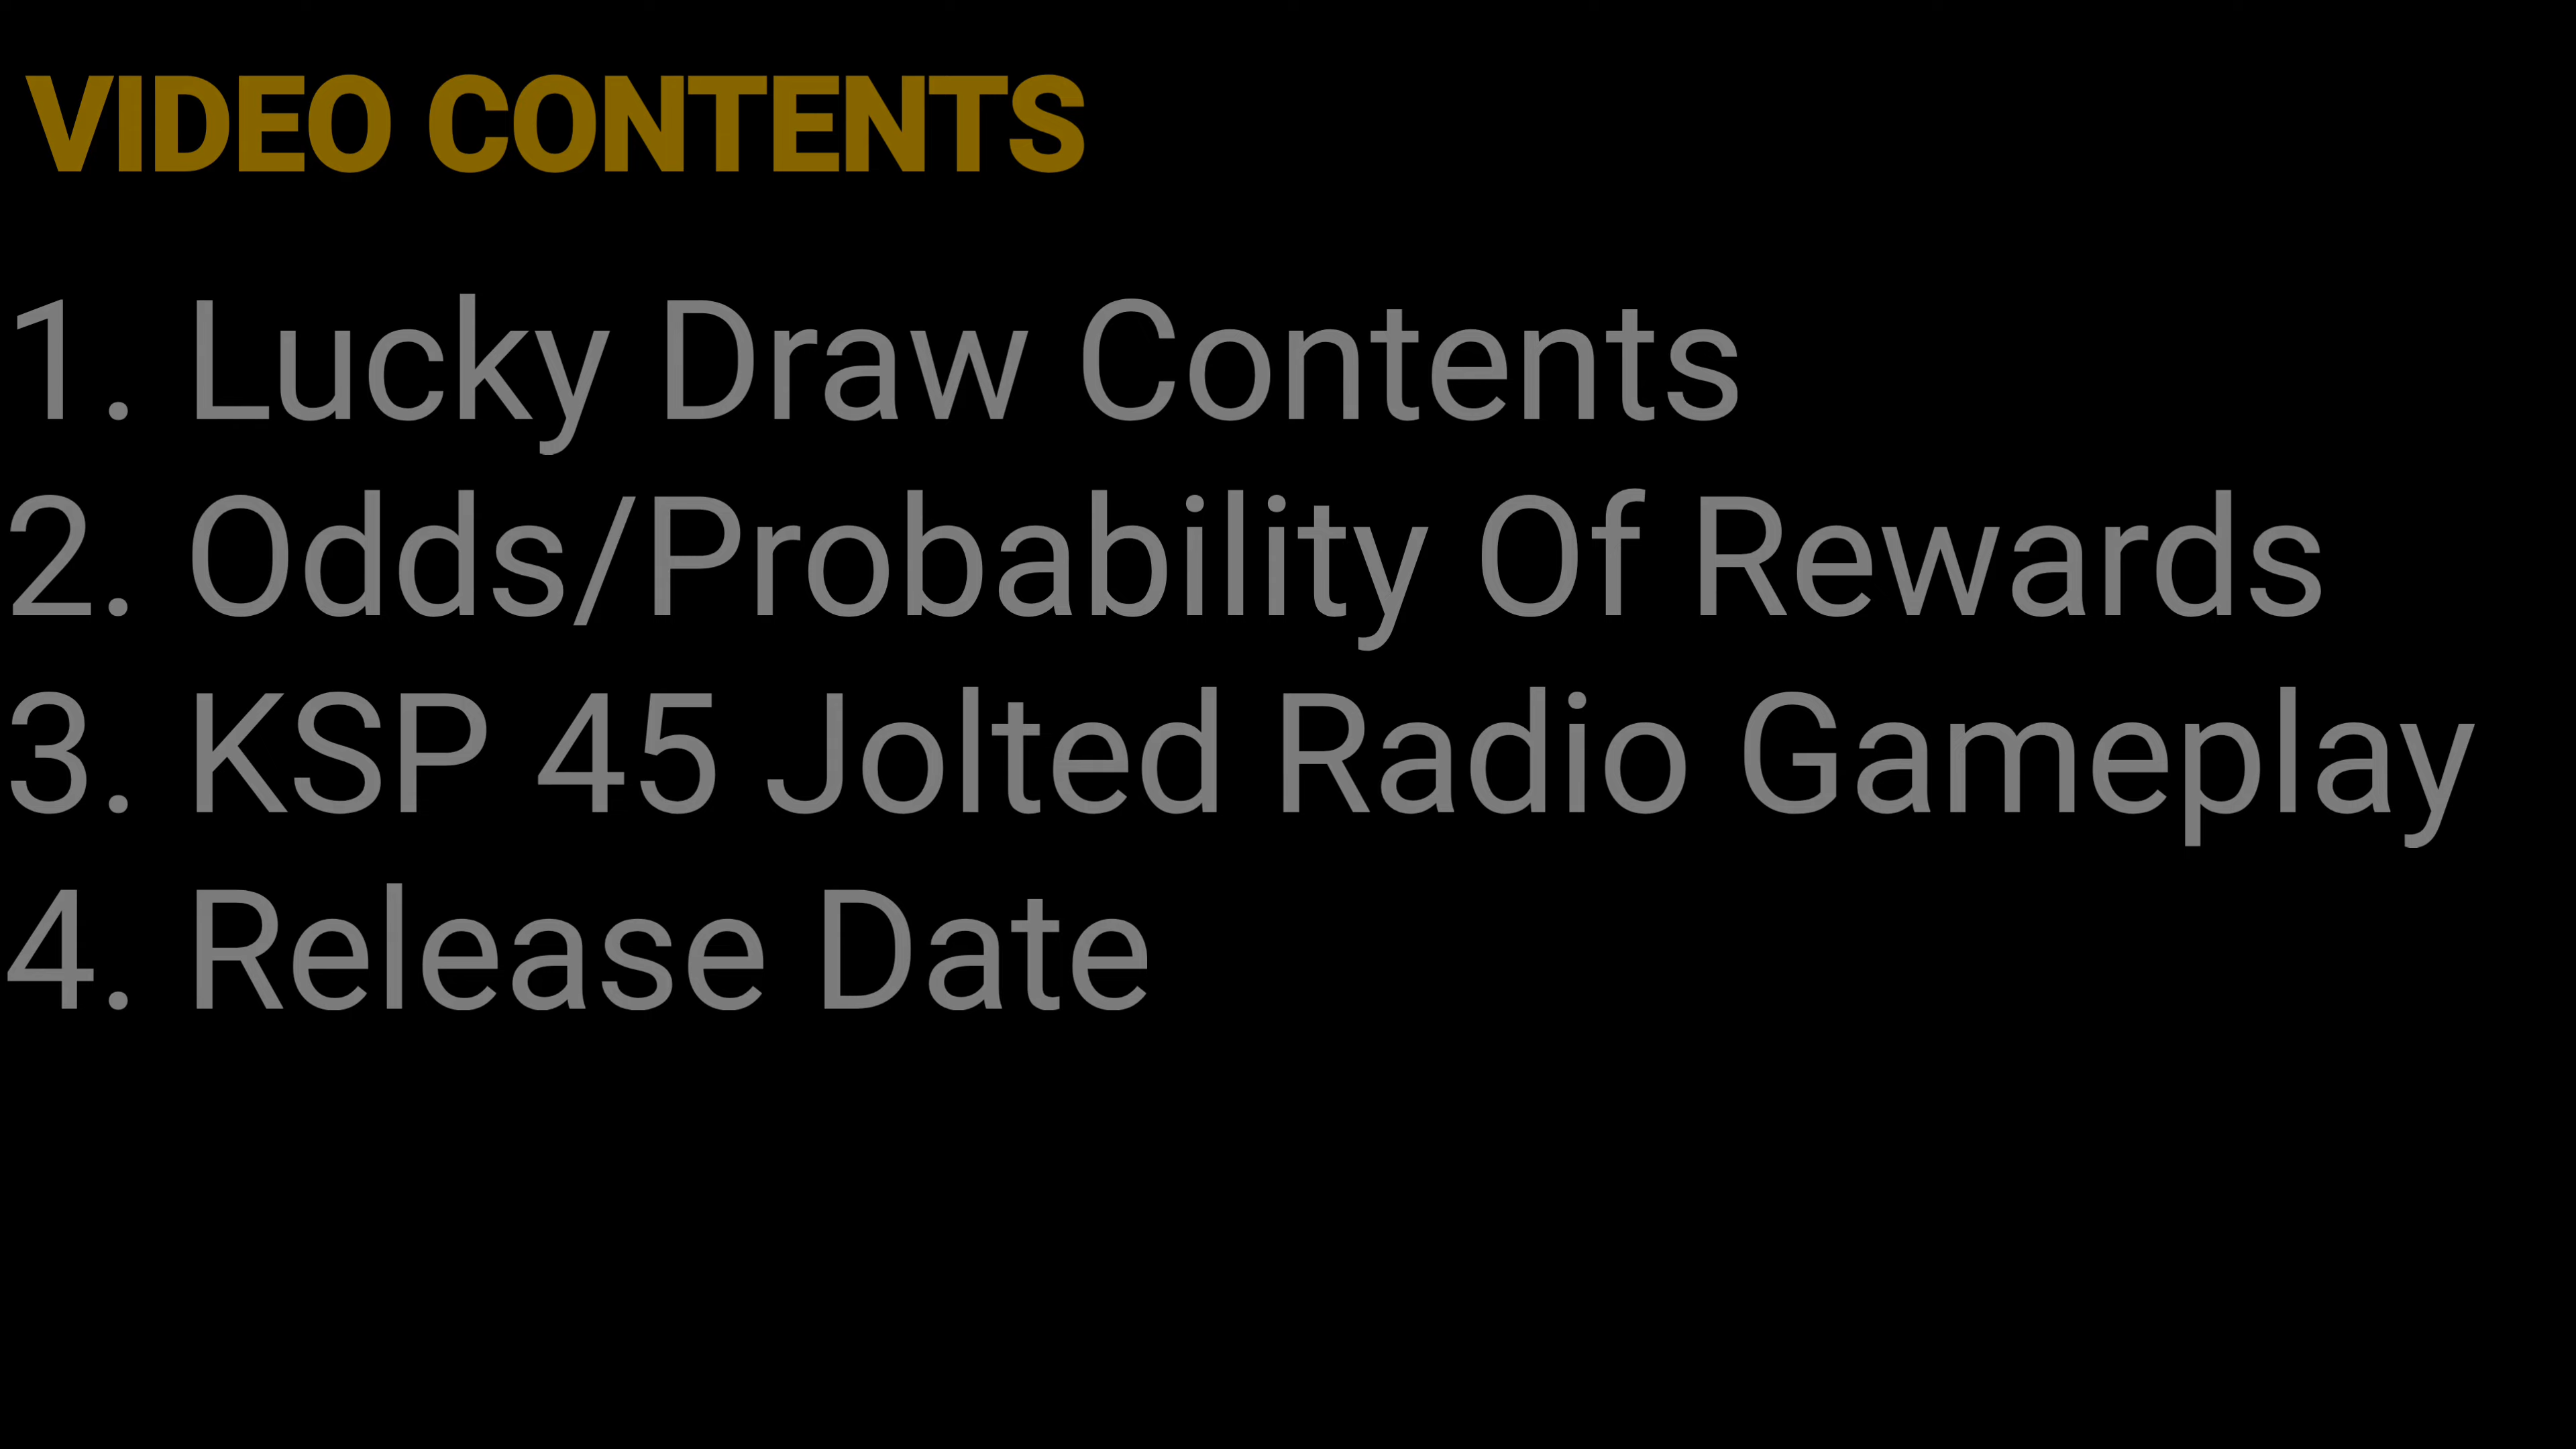 VIDEO CONTENTS
1. Lucky Draw Contents
2. Odds/Probability Of Rewards
3. KSP 45 Jolted Radio Gameplay
4. Release Date